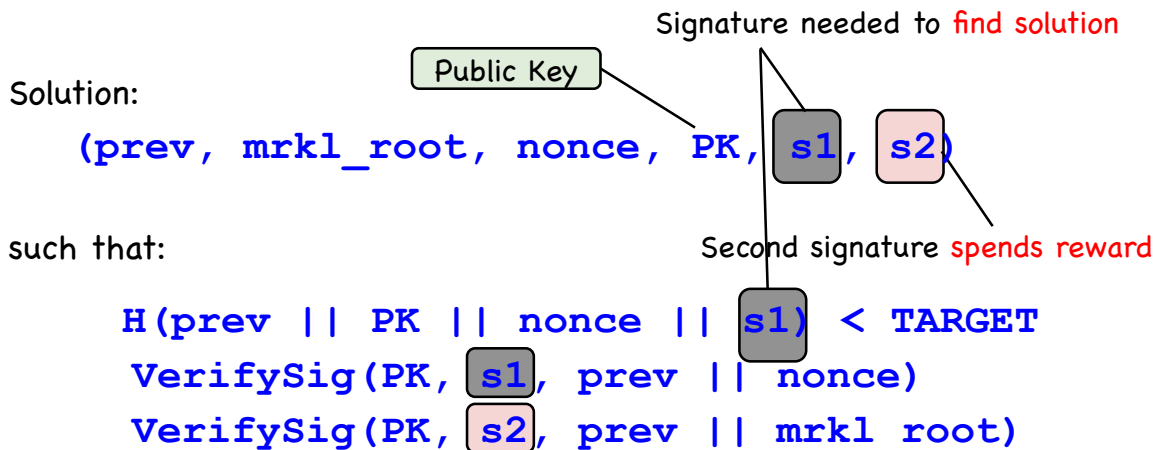 Signature needed to find solution
Public Key
Solution:
(prev, mrkl_root, nonce, PK, s1, s2)
such that:
Second signature spends reward
H(prev || PK || nonce || s1) < TARGET
VerifySig(PK, s1, prev || nonce)
VerifySig(PK, s2, prev || mrkl root)